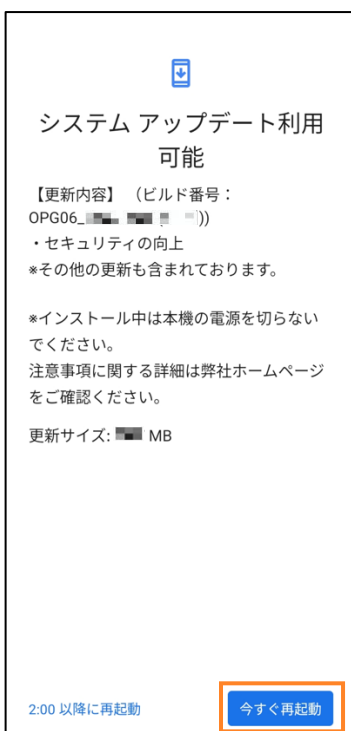 システム アップデート利用
可能
【更新内容】（ビルド番号：
OPG06_ ))
・セキュリティの向上
*その他の更新も含まれております。
*インストール中は本機の電源を切らない
でください。
注意事項に関する詳細は弊社ホームページ
をご確認ください。
更新サイズ: MB
2:00 以降に再起動
今すぐ再起動